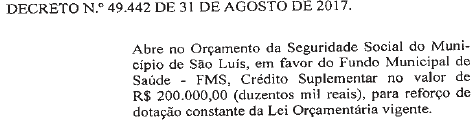 DECRETO N.º 49.442 DE 31 DE AGOSTO DE 2017.
Abre no Orçamento da Seguridade Social do Muni-
cípio de São Luís, em favor do Fundo Municipal de
Saúde - FMS, Crédito Suplementar no valor de
R$ 200.000,00 (duzentos mil reais), para reforço de
dotação constante da Lei Orçamentária vigente.